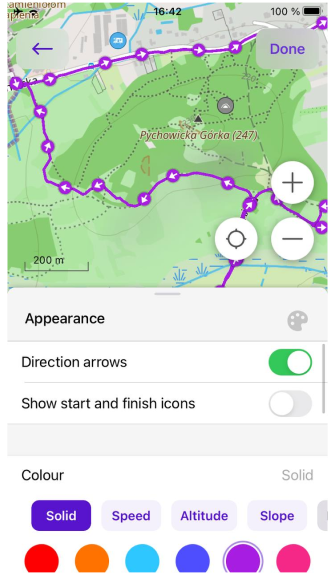 16:42
100 %
Done
Pychowicka Górka (247)
200 m
Appearance
Direction arrows
Show start and finish icons
Colour
Solid
Solid
Speed
Altitude
Slope